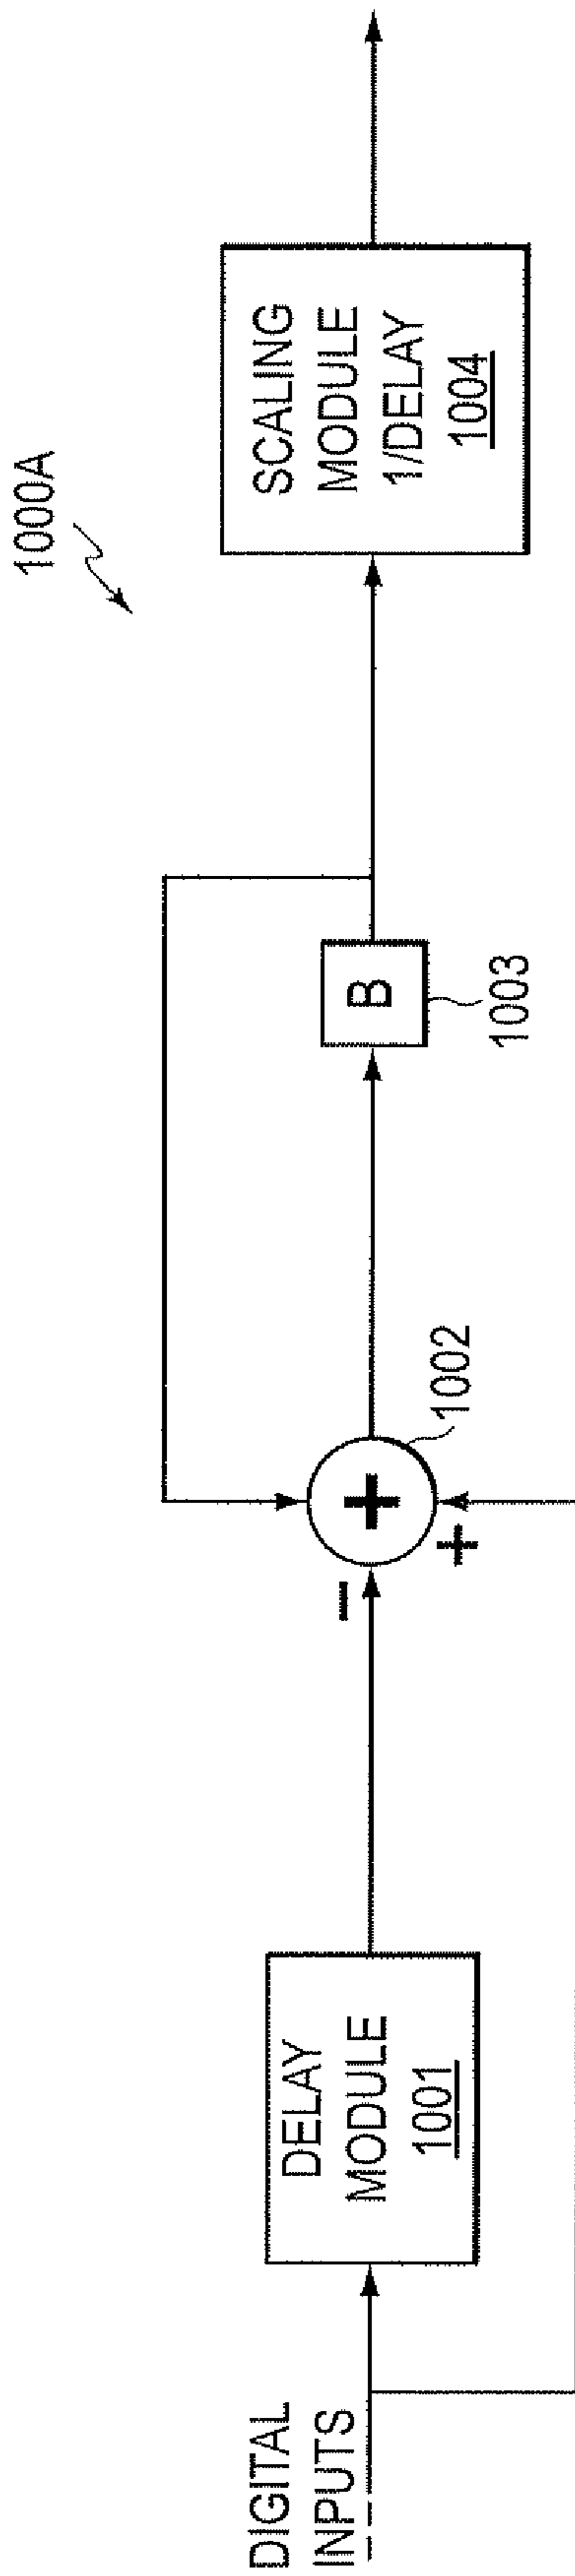 1000A
DIGITAL
INPUTS
DELAY
MODULE
1001
-
+
+
1002
B
1003
SCALING
MODULE
1/DELAY
1004